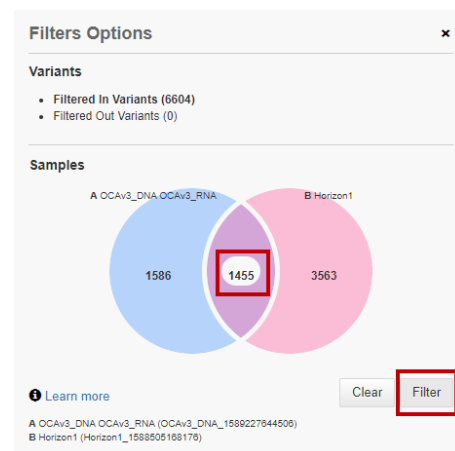 Filters Options ×
Variants
• Filtered In Variants (6604)
• Filtered Out Variants (0)
Samples
A OCAv3_DNA OCAv3_RNA B Horizon1
1586 1455 3563
Learn more Clear Filter
A OCAv3_DNA OCAv3_RNA (OCAv3_DNA_1589227644506)
B Horizon1 (Horizon1_1588505168176)